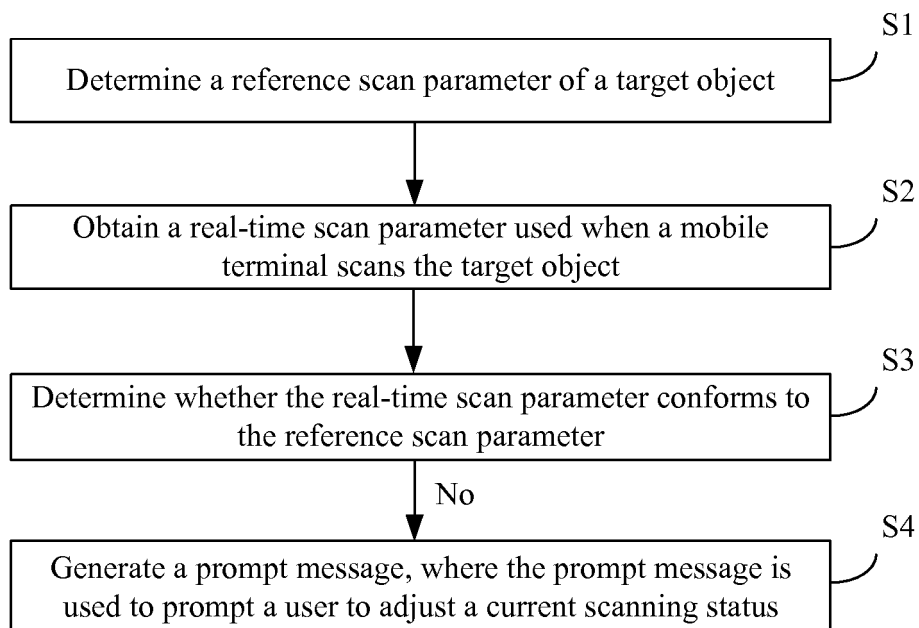 S1
Determine a reference scan parameter of a target object
S2
Obtain a real-time scan parameter used when a mobile
terminal scans the target object
S3
Determine whether the real-time scan parameter conforms to
the reference scan parameter
No
S4
Generate a prompt message, where the prompt message is
used to prompt a user to adjust a current scanning status